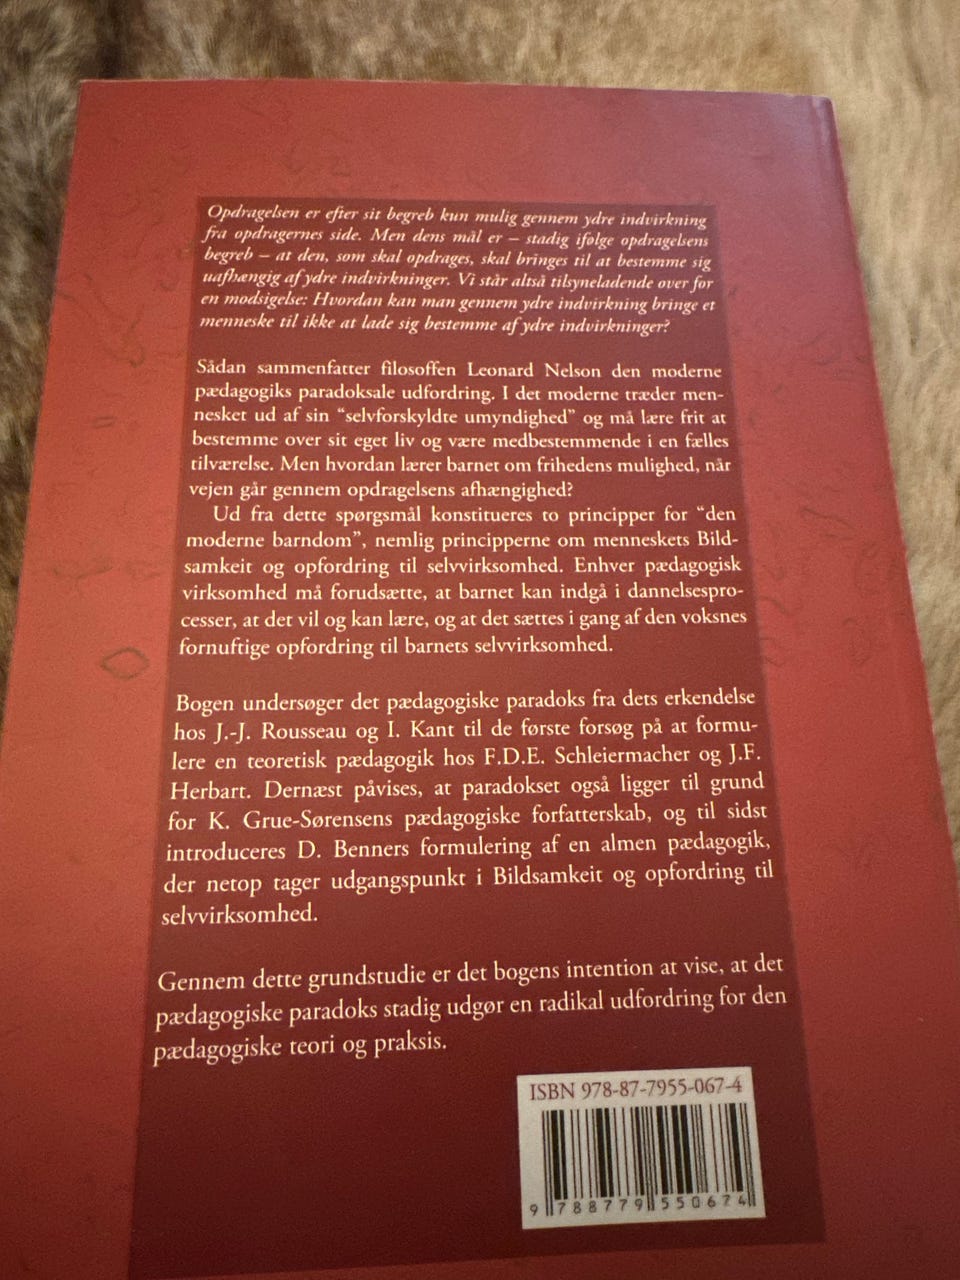 Opdragelsen er efter sit begreb kun mulig gennem ydre indvirkning
fra opdragernes side. Men dens mål er – stadig ifølge opdragelsens
begreb – at den, som skal opdrages, skal bringes til at bestemme sig
uafhængig af ydre indvirkninger. Vi står altså tilsyneladende over for
en modsigelse: Hvordan kan man gennem ydre indvirkning bringe et
menneske til ikke at lade sig bestemme af ydre indvirkninger?
Sådan sammenfatter filosoffen Leonard Nelson den moderne
pædagogiks paradoksale udfordring. I det moderne træder men-
nesket ud af sin “selvforskyldte umyndighed” og må lære frit at
bestemme over sit eget liv og være medbestemmende i en fælles
tilværelse. Men hvordan lærer barnet om frihedens mulighed, når
vejen går gennem opdragelsens afhængighed?
Ud fra dette spørgsmål konstitueres to principper for “den
moderne barndom”, nemlig principperne om menneskets Bild-
samkeit og opfordring til selvvirksomhed. Enhver pædagogisk
virksomhed må forudsætte, at barnet kan indgå i dannelsespro-
cesser, at det vil og kan lære, og at det sættes i gang af den voksnes
fornuftige opfordring til barnets selvvirksomhed.
Bogen undersøger det pædagogiske paradoks fra dets erkendelse
hos J.-J. Rousseau og I. Kant til de første forsøg på at formu-
lere en teoretisk pædagogik hos F.D.E. Schleiermacher og J.F.
Herbart. Dernæst påvises, at paradokset også ligger til grund
for K. Grue-Sørensens pædagogiske forfatterskab, og til sidst
introduceres D. Benners formulering af en almen pædagogik,
der netop tager udgangspunkt i Bildsamkeit og opfordring til
selvvirksomhed.
Gennem dette grundstudie er det bogens intention at vise, at det
pædagogiske paradoks stadig udgør en radikal udfordring for den
pædagogiske teori og praksis.
ISBN 978-87-7955-067-4
9 788779 550674